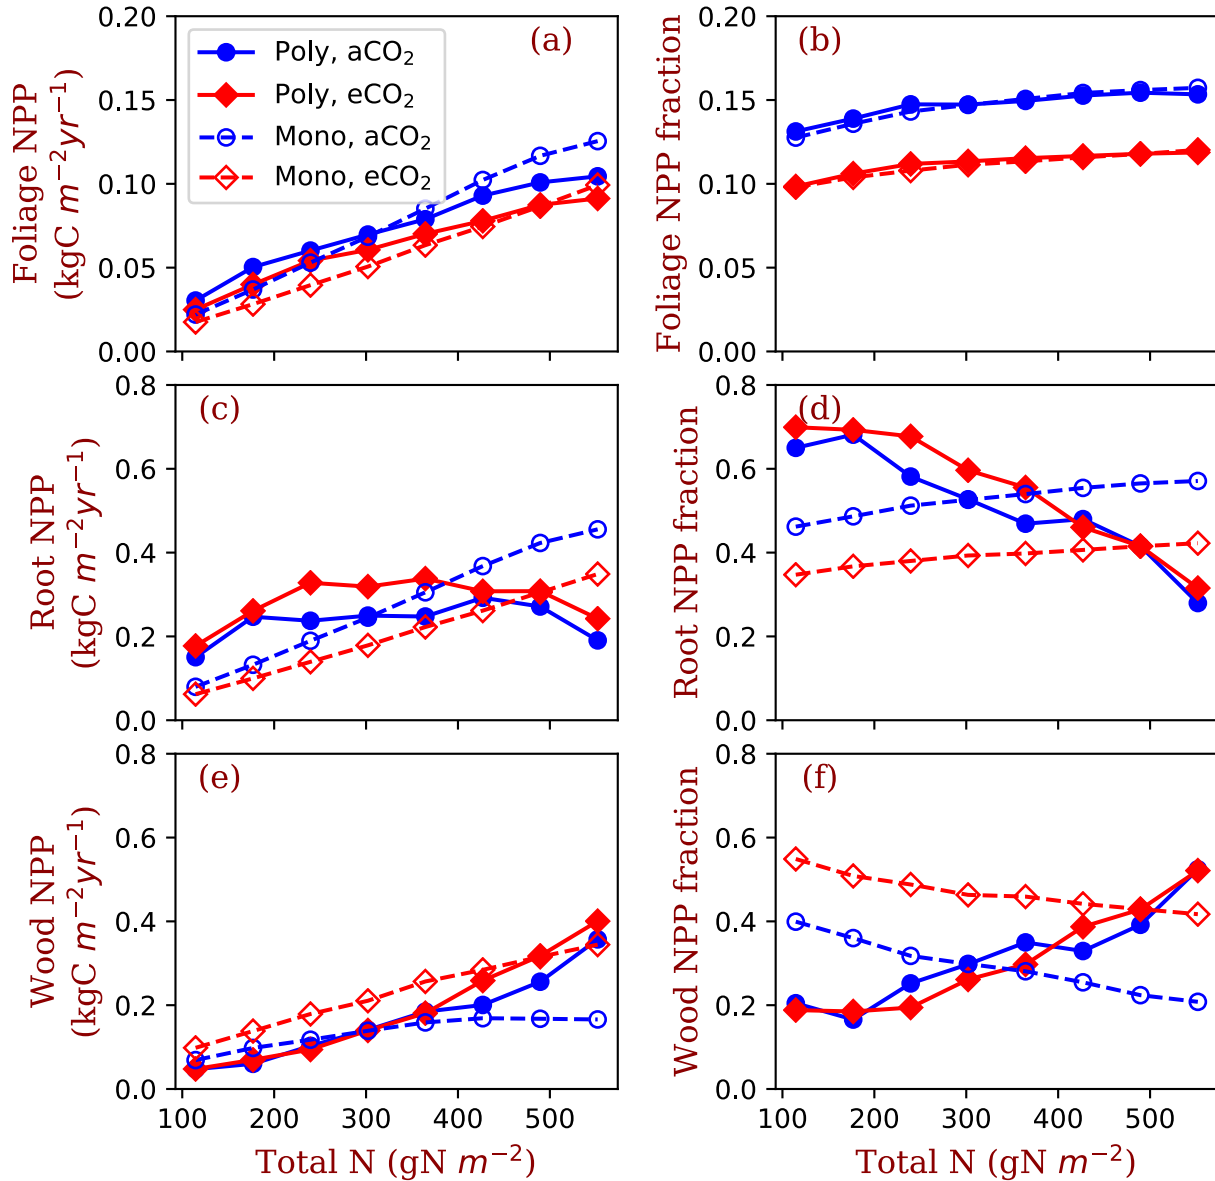 Foliage NPP
(kgC m⁻²yr⁻¹)
0.20
0.15
0.10
0.05
0.00
Poly, aCO₂
Poly, eCO₂
Mono, aCO₂
Mono, eCO₂
(a)
Foliage NPP fraction
0.20
0.15
0.10
0.05
0.00
(b)
Root NPP
(kgC m⁻²yr⁻¹)
0.8
0.6
0.4
0.2
0.0
(c)
Root NPP fraction
0.8
0.6
0.4
0.2
0.0
(d)
Wood NPP
(kgC m⁻²yr⁻¹)
0.8
0.6
0.4
0.2
0.0
(e)
100 200 300 400 500
Total N (gN m⁻²)
Wood NPP fraction
0.8
0.6
0.4
0.2
0.0
(f)
100 200 300 400 500
Total N (gN m⁻²)